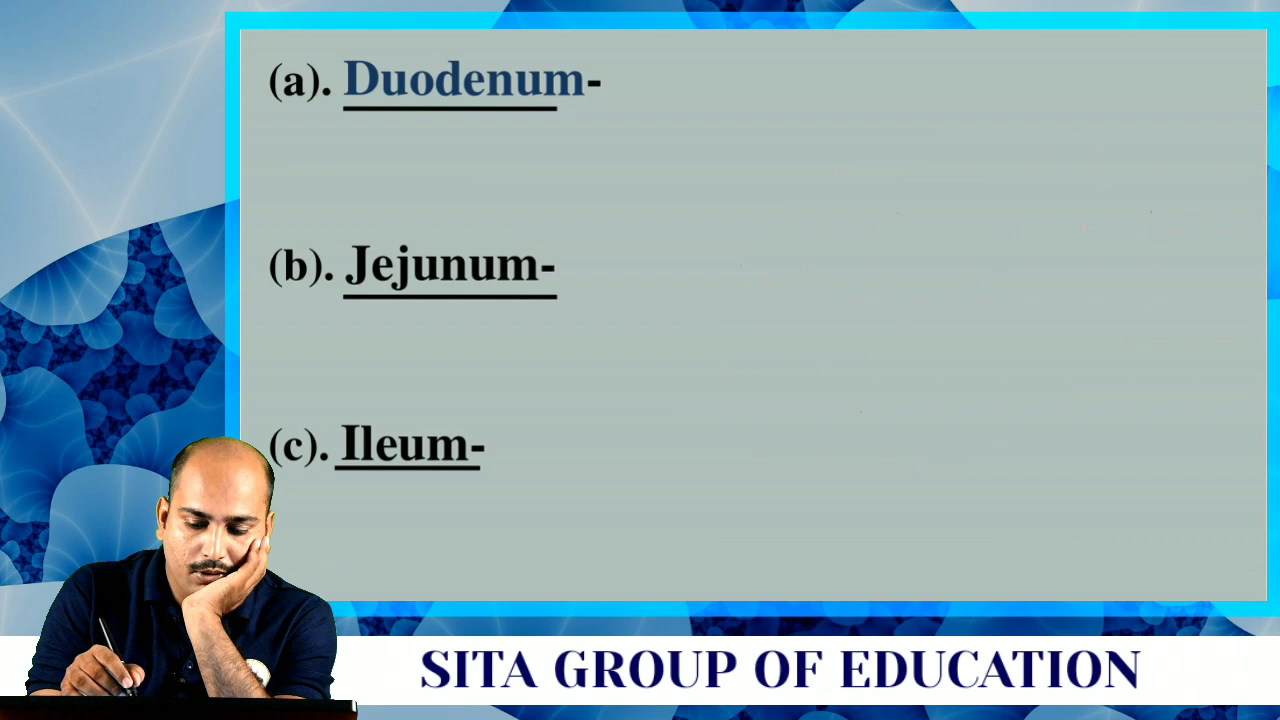 (a). Duodenum-
(b). Jejunum-
(c). Ileum-
SITA GROUP OF EDUCATION